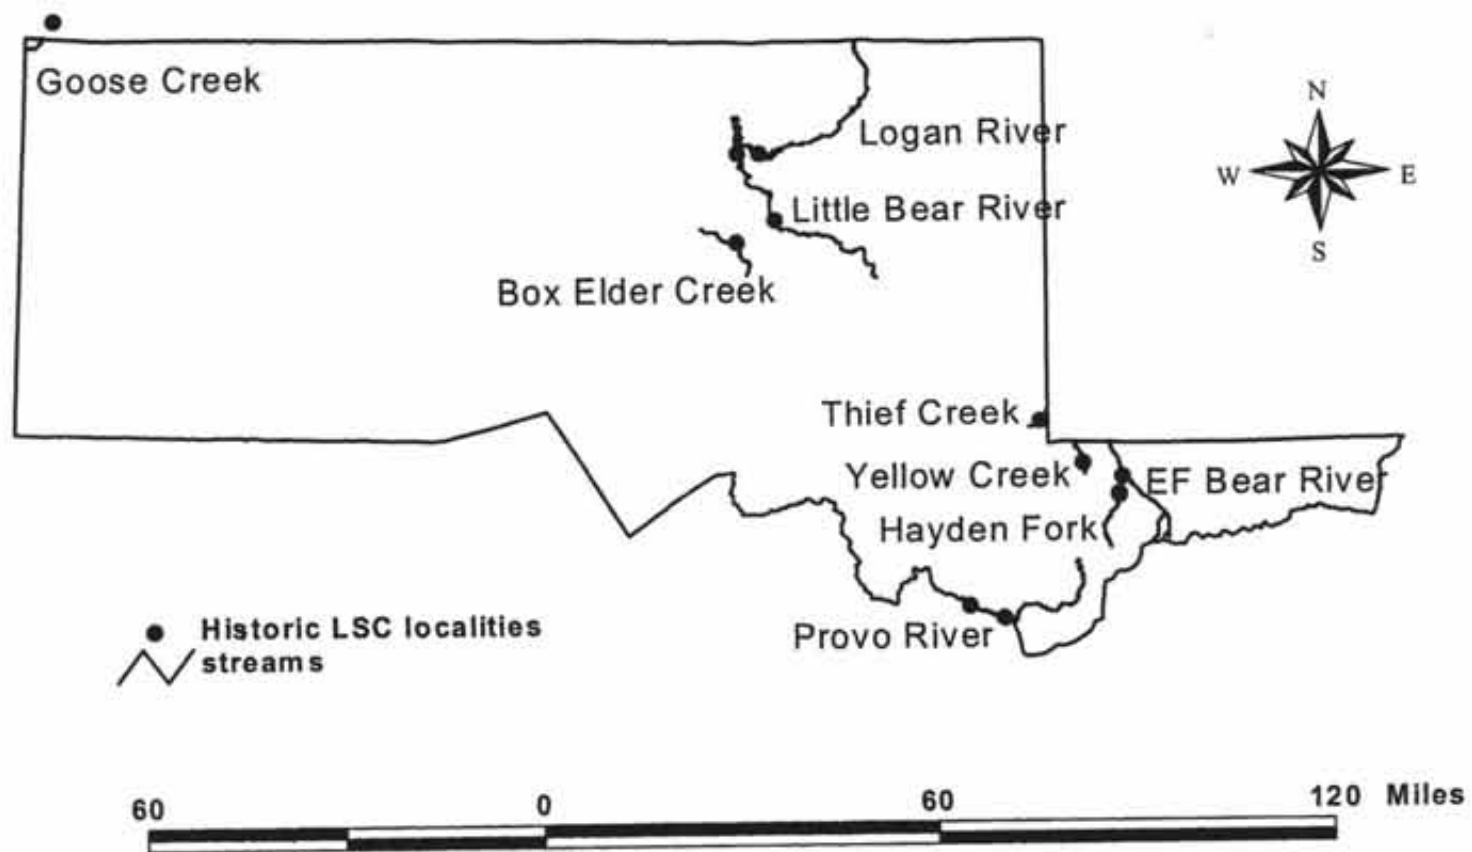 Goose Creek
N
Logan River
W
E
Little Bear River
S
Box Elder Creek
Thief Creek
Yellow Creek
EF Bear River
Hayden Fork
Provo River
Historic LSC localities
streams
60 0 60 120 Miles